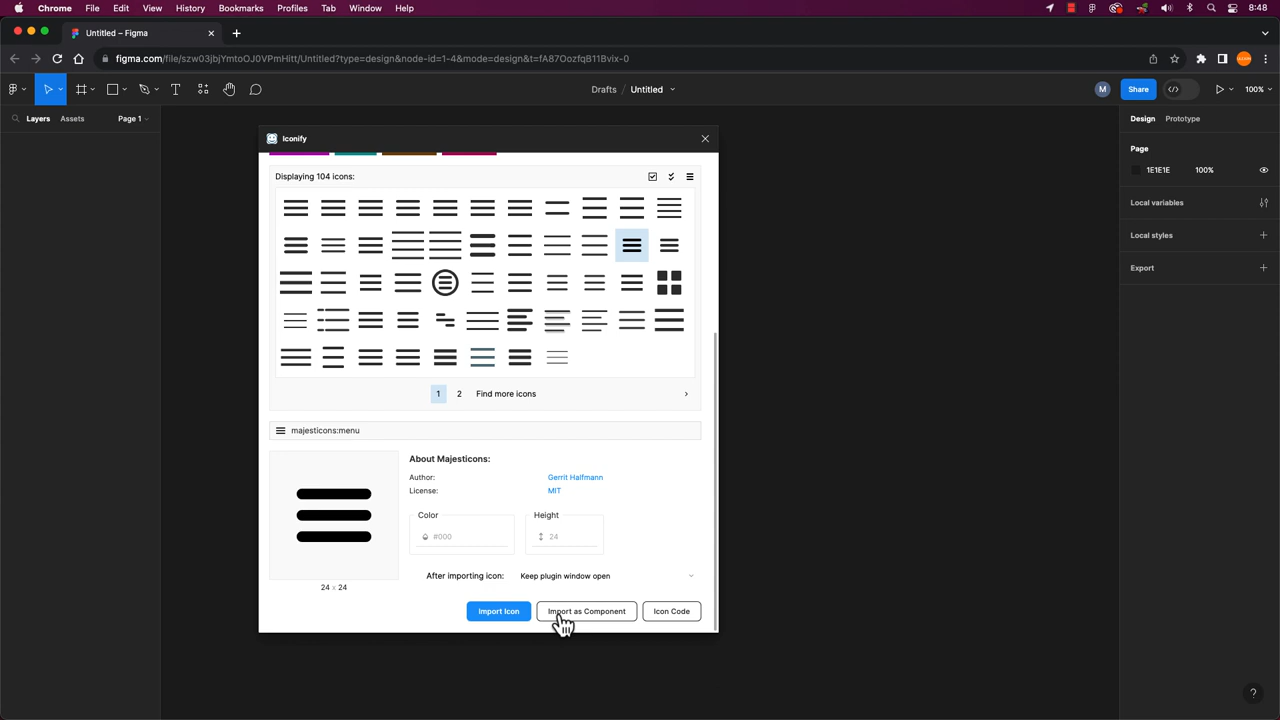 Chrome File Edit View History Bookmarks Profiles Tab Window Help 8:48
Untitled – Figma
figma.com/file/szw03jbjYmtoOJ0VPmHitt/Untitled?type=design&node-id=1-4&mode=design&t=fA87OozfqB11Bvix-0
Drafts / Untitled M Share 100%
Layers Assets Page 1 Design Prototype
Iconify
Page
Displaying 104 icons:
1E1E1E 100%
Local variables
Local styles
Export
1 2 Find more icons
majesticons:menu
About Majesticons:
Author: Gerrit Halfmann
License: MIT
Color Height
#000 24
After importing icon: Keep plugin window open
24 x 24
Import Icon Import as Component Icon Code
?